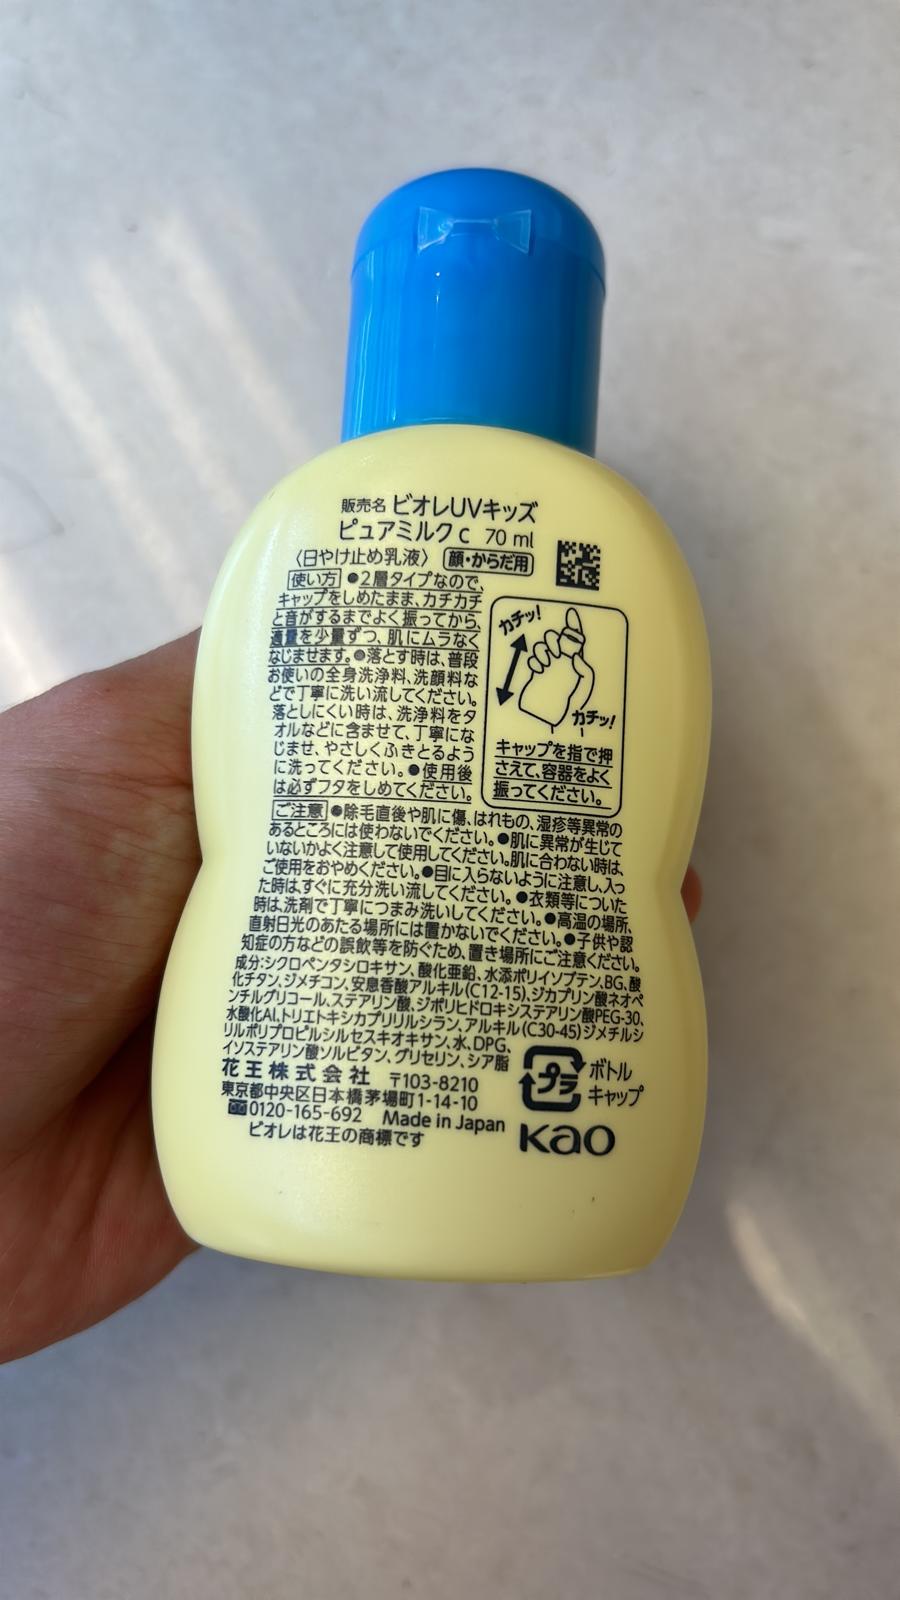 販売名 ビオレUVキッズ
ピュアミルクc 70 ml
〈日やけ止め乳液〉 顔・からだ用
使い方 ●2層タイプなので、
キャップをしめたまま、カチカチ
と音がするまでよく振ってから、
適量を少量ずつ、肌にムラなく
なじませます。●落とす時は、普段
お使いの全身洗浄料、洗顔料な
どで丁寧に洗い流してください。
落としにくい時は、洗浄料をタ
オルなどに含ませて、丁寧にな
じませ、やさしくふきとるよう
に洗ってください。●使用後
は必ずフタをしめてください。
カチッ!
カチッ!
キャップを指で押
さえて、容器をよく
振ってください。
ご注意 ●除毛直後や肌に傷、はれもの、湿疹等異常の
あるところには使わないでください。●肌に異常が生じて
いないかよく注意して使用してください。肌に合わない時は、
ご使用をおやめください。●目に入らないように注意し、入っ
た時は、すぐに充分洗い流してください。●衣類等についた
時は、洗剤で丁寧につまみ洗いしてください。●高温の場所、
直射日光のあたる場所には置かないでください。●子供や認
知症の方などの誤飲等を防ぐため、置き場所にご注意ください。
成分:シクロペンタシロキサン、酸化亜鉛、水添ポリイソブテン、BG、酸
化チタン、ジメチコン、安息香酸アルキル(C12-15)、ジカプリン酸ネオペ
ンチルグリコール、ステアリン酸、ジポリヒドロキシステアリン酸PEG-30、
水酸化Al、トリエトキシカプリリルシラン、アルキル(C30-45)ジメチルシ
リルポリプロピルシルセスキオキサン、水、DPG、
イソステアリン酸ソルビタン、グリセリン、シア脂
花王株式会社 〒103-8210
東京都中央区日本橋茅場町1-14-10
0120-165-692 Made in Japan
ビオレは花王の商標です
プラ
ボトル
キャップ
Kao